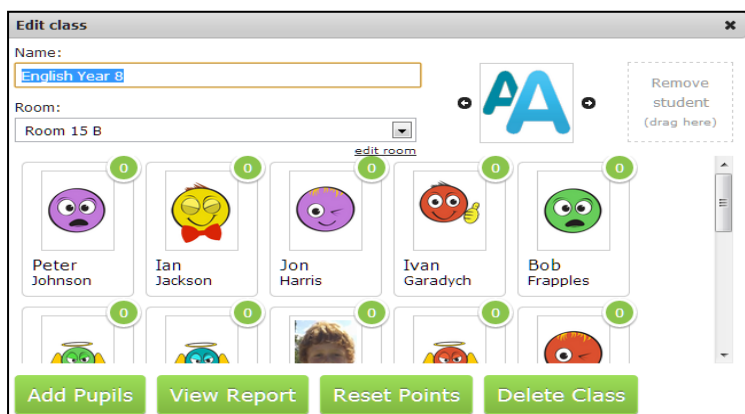 Edit class
Name:
English Year 8
Room:
Room 15 B
edit room
AA
Remove
student
(drag here)
0 0 0 0 0
Peter Ian Jon Ivan Bob
Johnson Jackson Harris Garadych Frapples
0 0 0 0 0
Add Pupils View Report Reset Points Delete Class